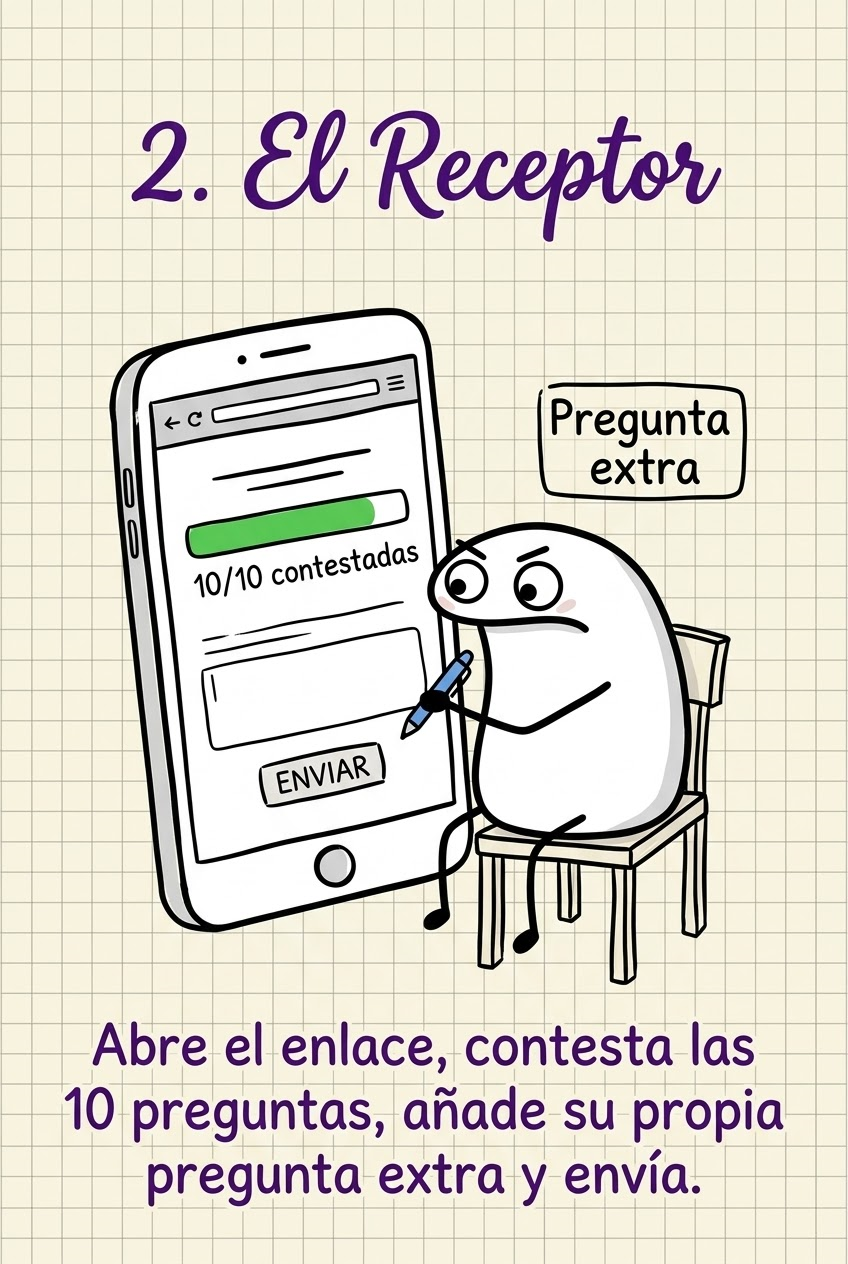 2. El Receptor
Pregunta
extra
10/10 contestadas
ENVIAR
Abre el enlace, contesta las
10 preguntas, añade su propia
pregunta extra y envía.